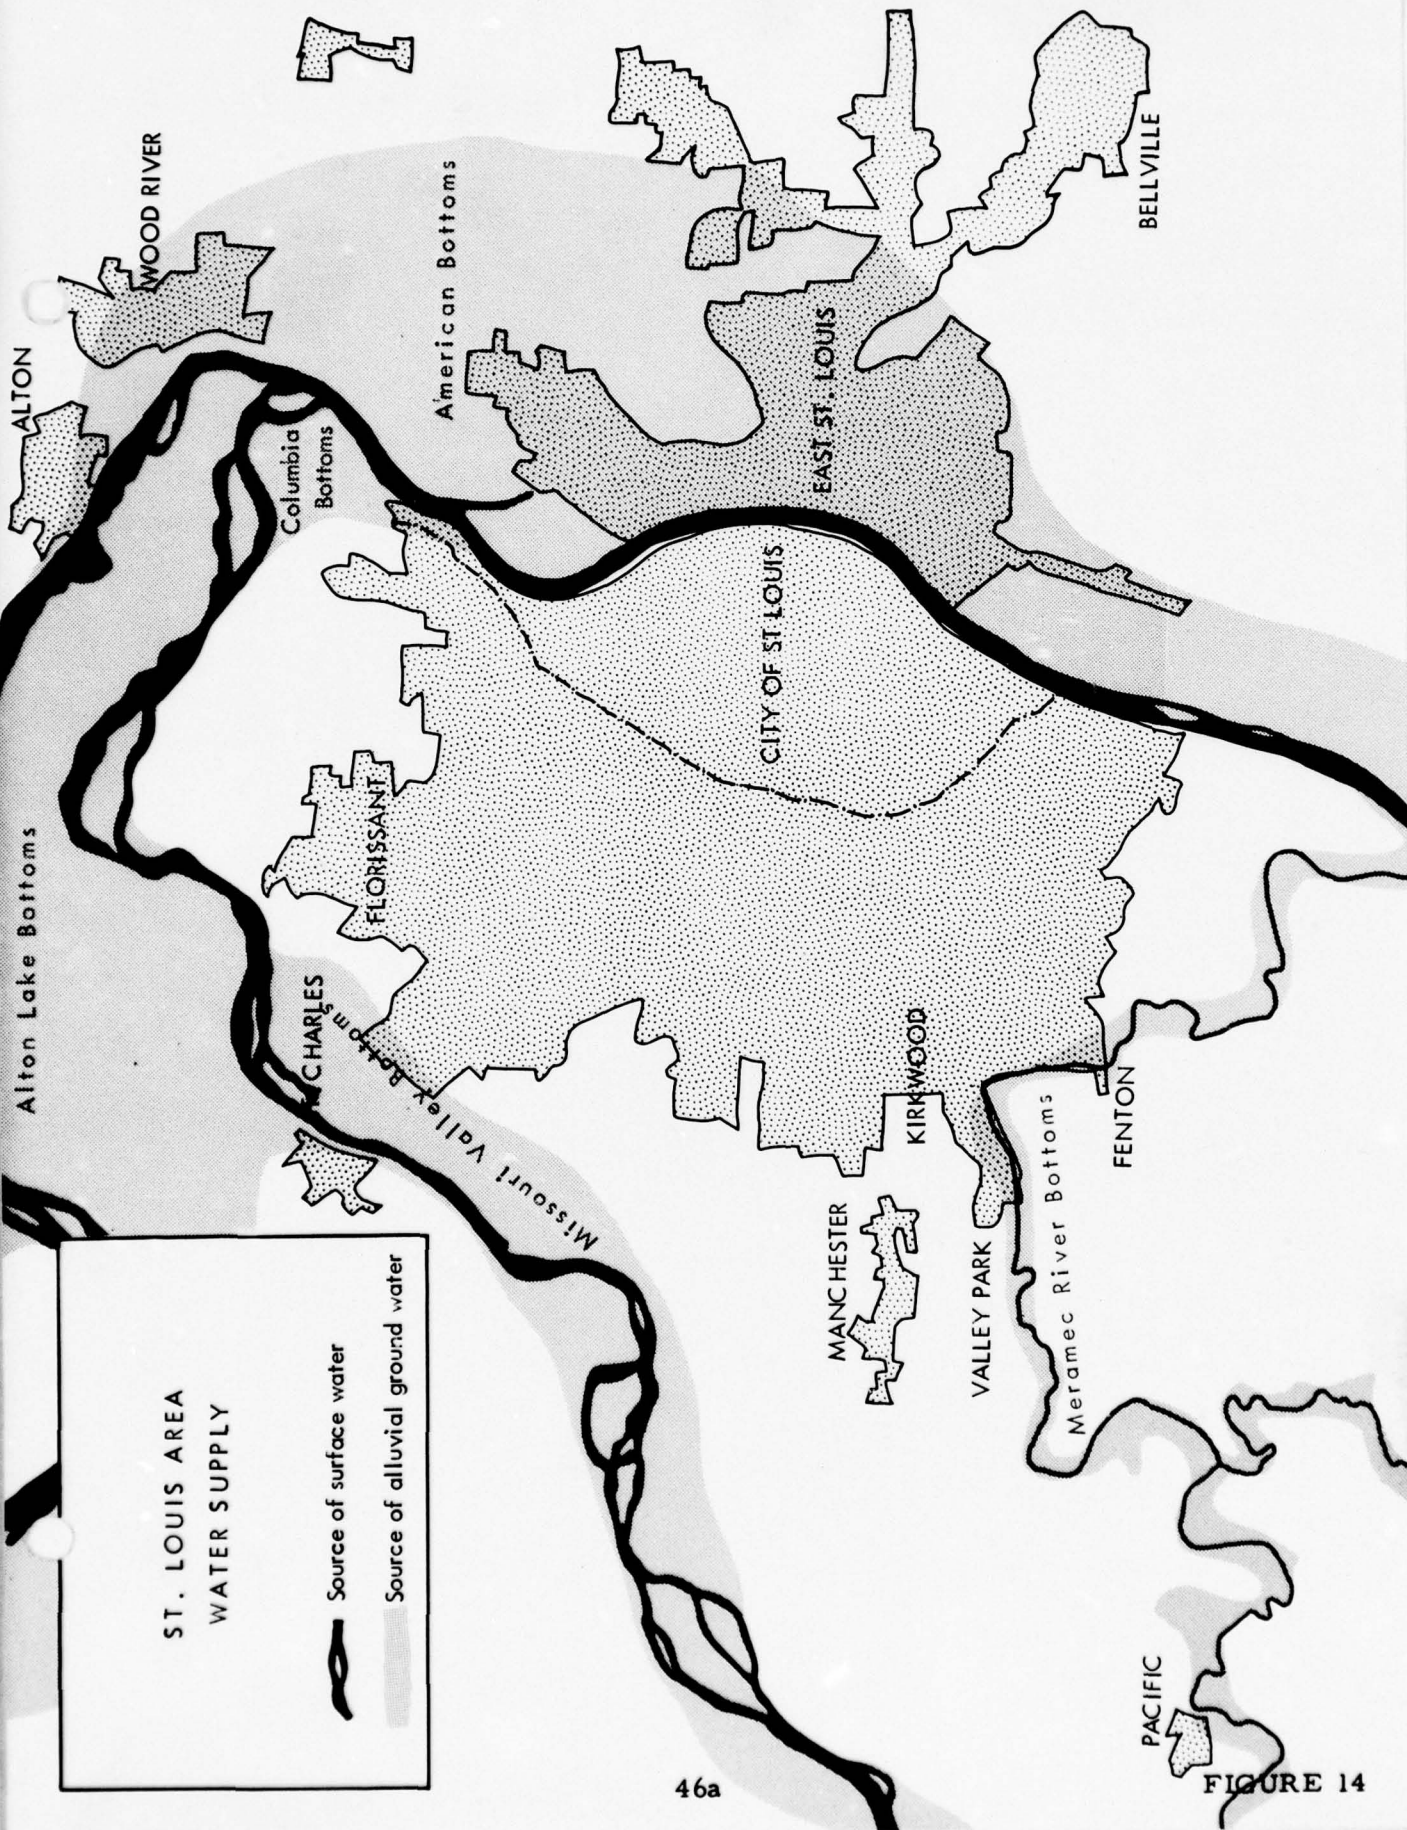 ST. LOUIS AREA
WATER SUPPLY
Source of surface water
Source of alluvial ground water
Alton Lake Bottoms
ALTON
WOOD RIVER
Columbia
Bottoms
American Bottoms
CHARLES
FLORISSANT
Missouri Valley Bottoms
CITY OF ST LOUIS
EAST ST. LOUIS
BELLVILLE
KIRKWOOD
MANCHESTER
VALLEY PARK
FENTON
Meramec River Bottoms
PACIFIC
46a
FIGURE 14